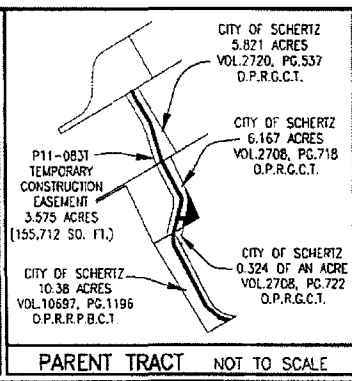 CITY OF SCHERTZ
5.821 ACRES
VOL.2720, PG.537
O.P.R.G.C.T.
CITY OF SCHERTZ
6.167 ACRES
VOL.2708, PG.718
O.P.R.G.C.T.
P11-083T
TEMPORARY
CONSTRUCTION
EASEMENT
3.575 ACRES
(155,712 SQ. FT.)
CITY OF SCHERTZ
0.324 OF AN ACRE
VOL.2708, PG.722
O.P.R.G.C.T.
CITY OF SCHERTZ
10.38 ACRES
VOL.10697, PG.1196
O.P.R.R.P.B.C.T.
PARENT TRACT NOT TO SCALE